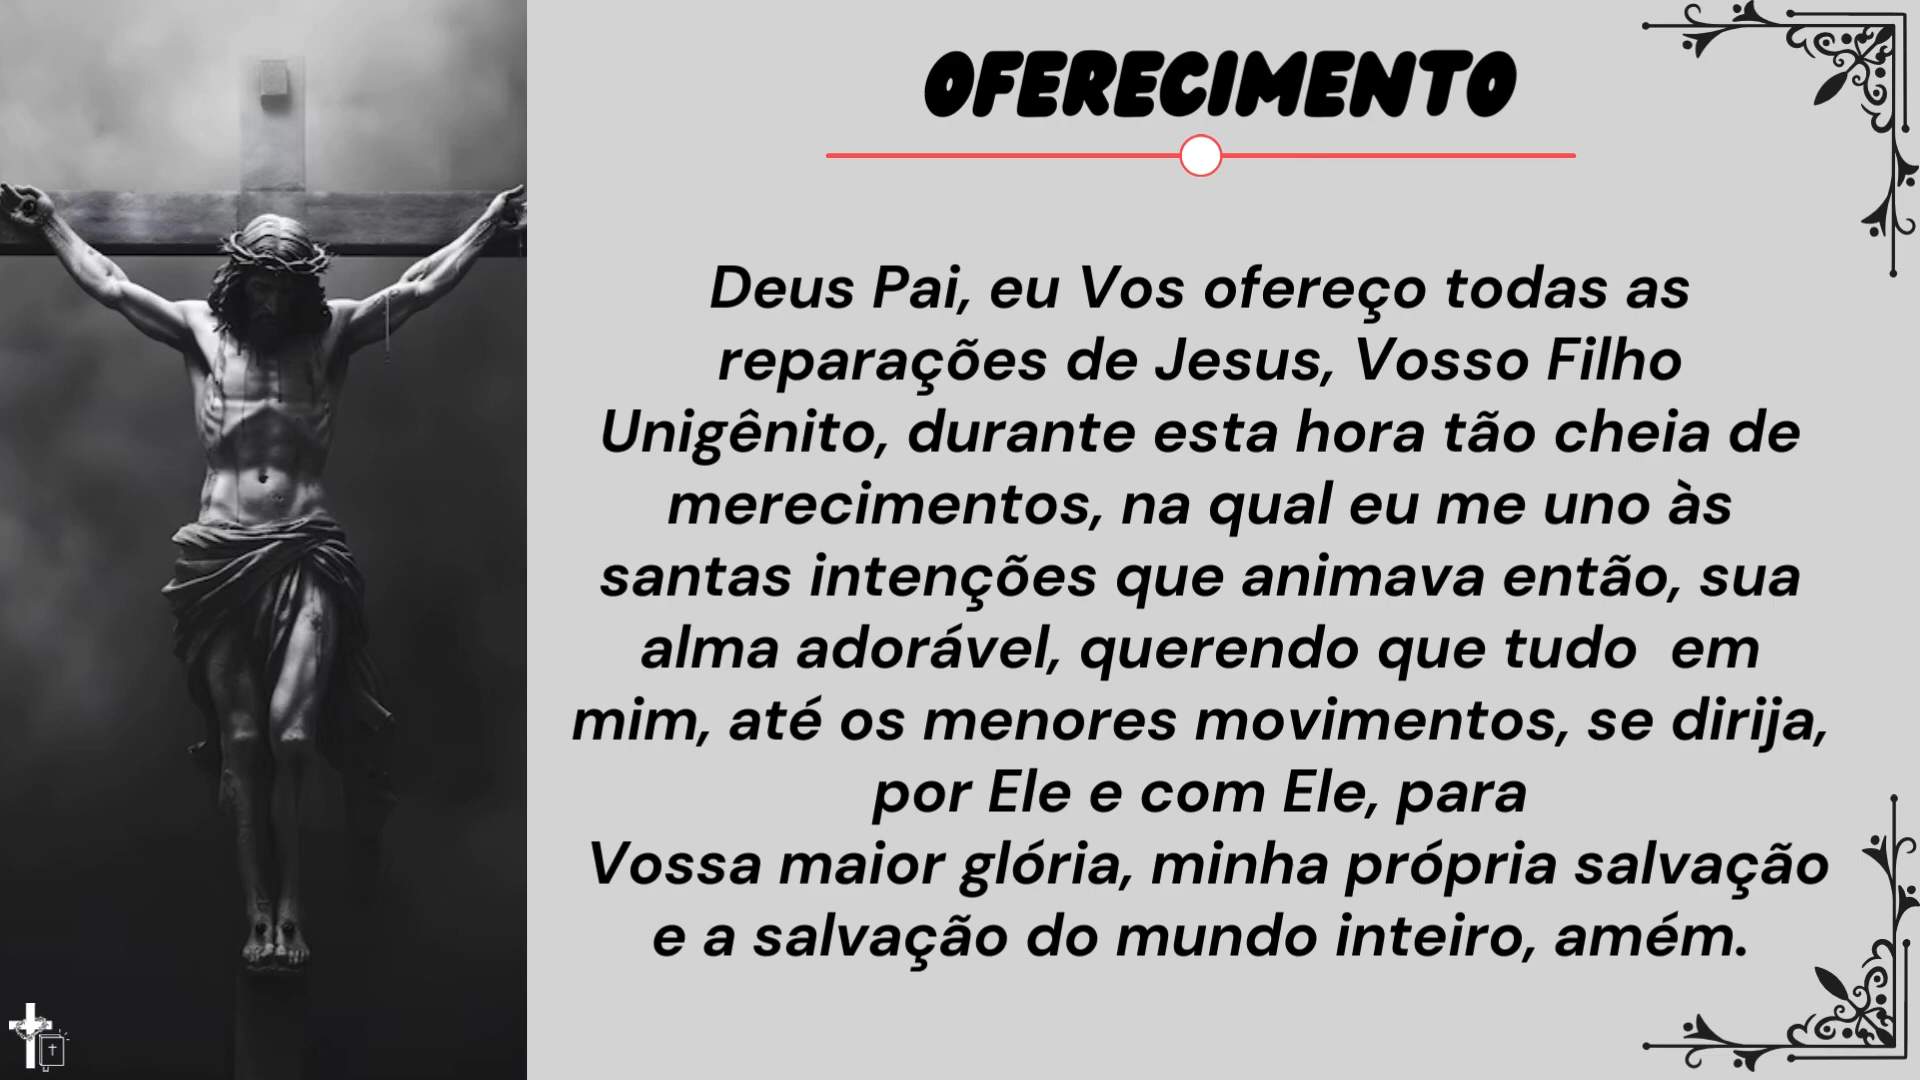 OFERECIMENTO
Deus Pai, eu Vos ofereço todas as
reparações de Jesus, Vosso Filho
Unigênito, durante esta hora tão cheia de
merecimentos, na qual eu me uno às
santas intenções que animava então, sua
alma adorável, querendo que tudo  em
mim, até os menores movimentos, se dirija,
por Ele e com Ele, para
Vossa maior glória, minha própria salvação
e a salvação do mundo inteiro, amém.